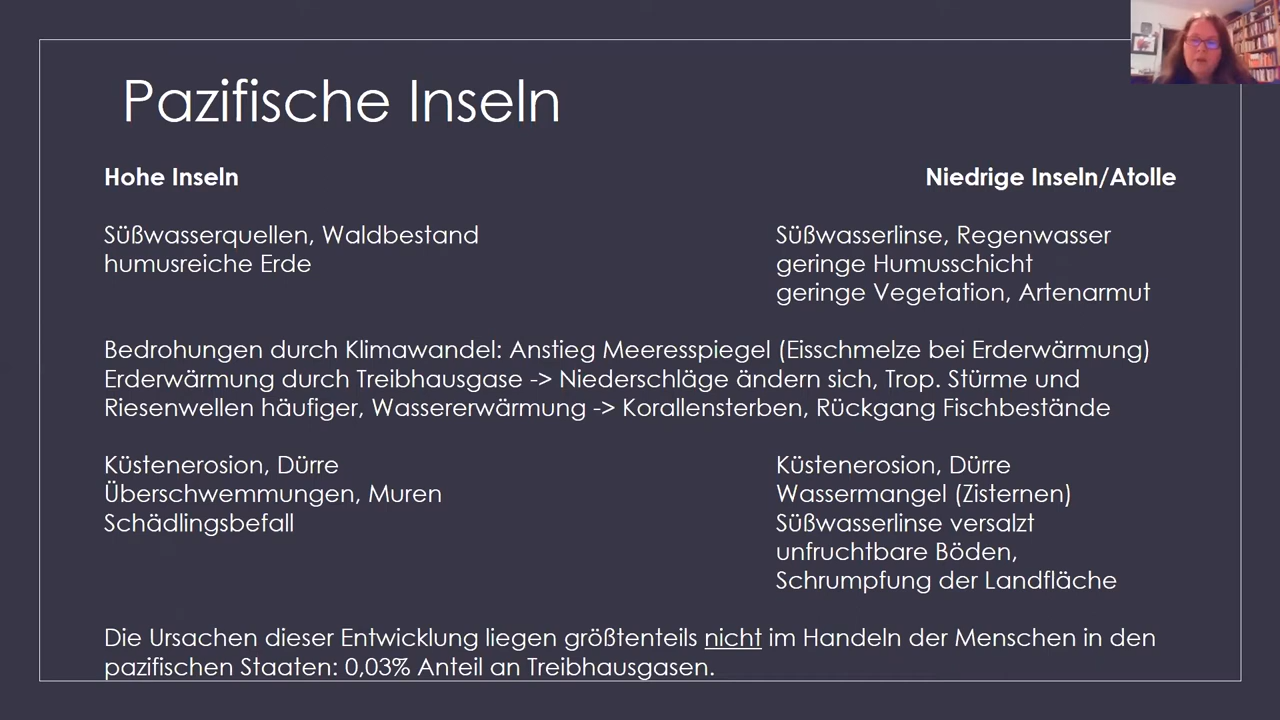 Pazifische Inseln
Hohe Inseln
Niedrige Inseln/Atolle
Süßwasserquellen, Waldbestand
humusreiche Erde
Süßwasserlinse, Regenwasser
geringe Humusschicht
geringe Vegetation, Artenarmut
Bedrohungen durch Klimawandel: Anstieg Meeresspiegel (Eisschmelze bei Erderwärmung)
Erderwärmung durch Treibhausgase -> Niederschläge ändern sich, Trop. Stürme und
Riesenwellen häufiger, Wassererwärmung -> Korallensterben, Rückgang Fischbestände
Küstenerosion, Dürre
Überschwemmungen, Muren
Schädlingsbefall
Küstenerosion, Dürre
Wassermangel (Zisternen)
Süßwasserlinse versalzt
unfruchtbare Böden,
Schrumpfung der Landfläche
Die Ursachen dieser Entwicklung liegen größtenteils nicht im Handeln der Menschen in den
pazifischen Staaten: 0,03% Anteil an Treibhausgasen.